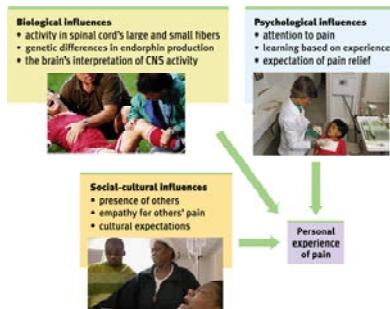 Biological influences
• activity in spinal cord's large and small fibers
• genetic differences in endorphin production
• the brain's interpretation of CNS activity
Psychological influences
• attention to pain
• learning based on experience
• expectation of pain relief
Social-cultural influences
• presence of others
• empathy for others' pain
• cultural expectations
Personal
experience
of pain